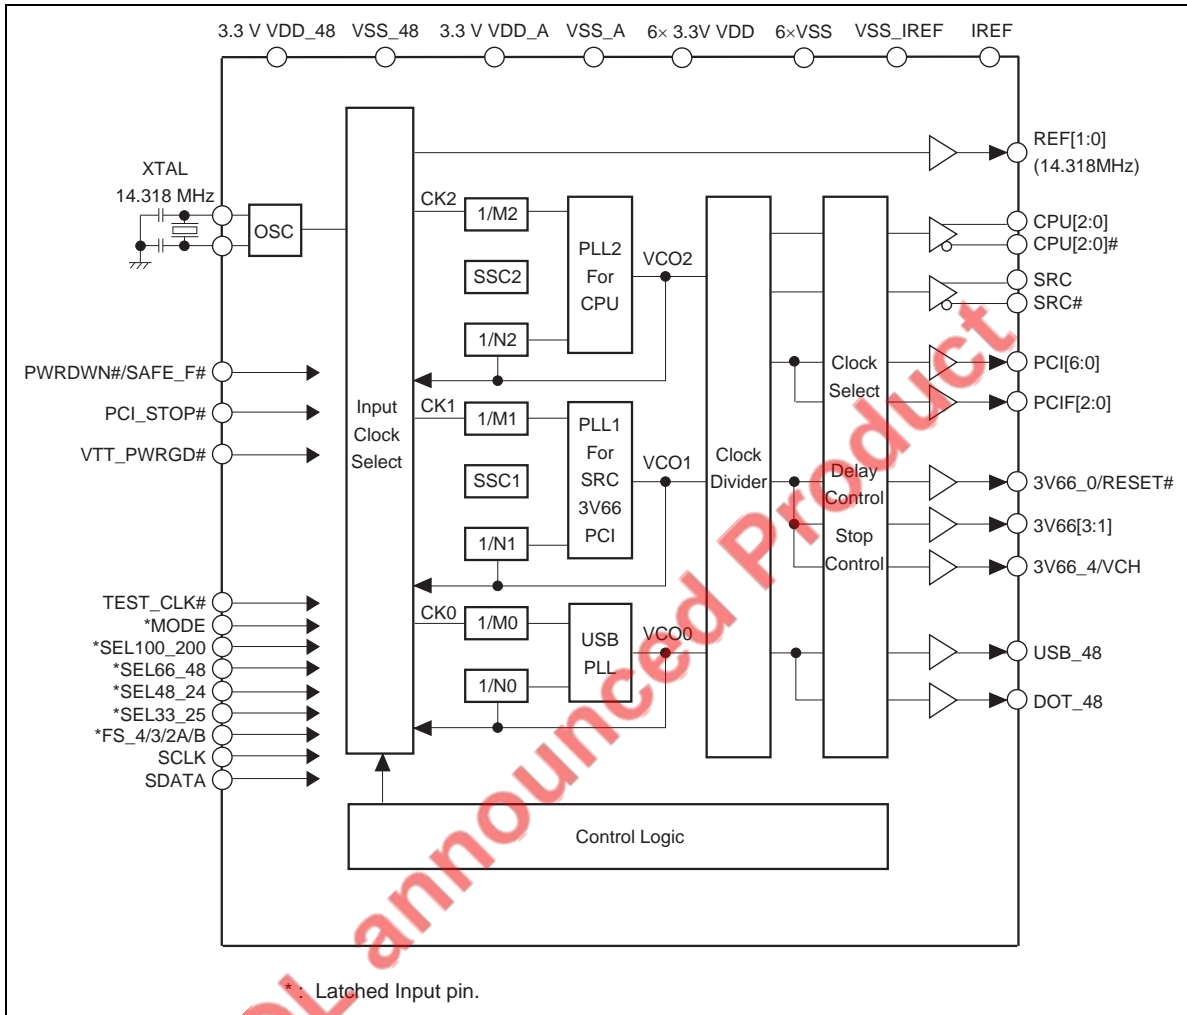 3.3 V VDD_48 VSS_48 3.3 V VDD_A VSS_A 6× 3.3V VDD 6×VSS VSS_IREF IREF
XTAL
14.318 MHz
OSC
PWRDWN#/SAFE_F#
PCI_STOP#
VTT_PWRGD#
TEST_CLK#
*MODE
*SEL100_200
*SEL66_48
*SEL48_24
*SEL33_25
*FS_4/3/2A/B
SCLK
SDATA
Input
Clock
Select
CK2
1/M2
SSC2
1/N2
PLL2
For
CPU
VCO2
CK1
1/M1
SSC1
1/N1
PLL1
For
SRC
3V66
PCI
VCO1
CK0
1/M0
1/N0
USB
PLL
VCO0
Clock
Divider
Clock
Select
Delay
Control
Stop
Control
REF[1:0]
(14.318MHz)
CPU[2:0]
CPU[2:0]#
SRC
SRC#
PCI[6:0]
PCIF[2:0]
3V66_0/RESET#
3V66[3:1]
3V66_4/VCH
USB_48
DOT_48
Control Logic
* : Latched Input pin.
announced Product